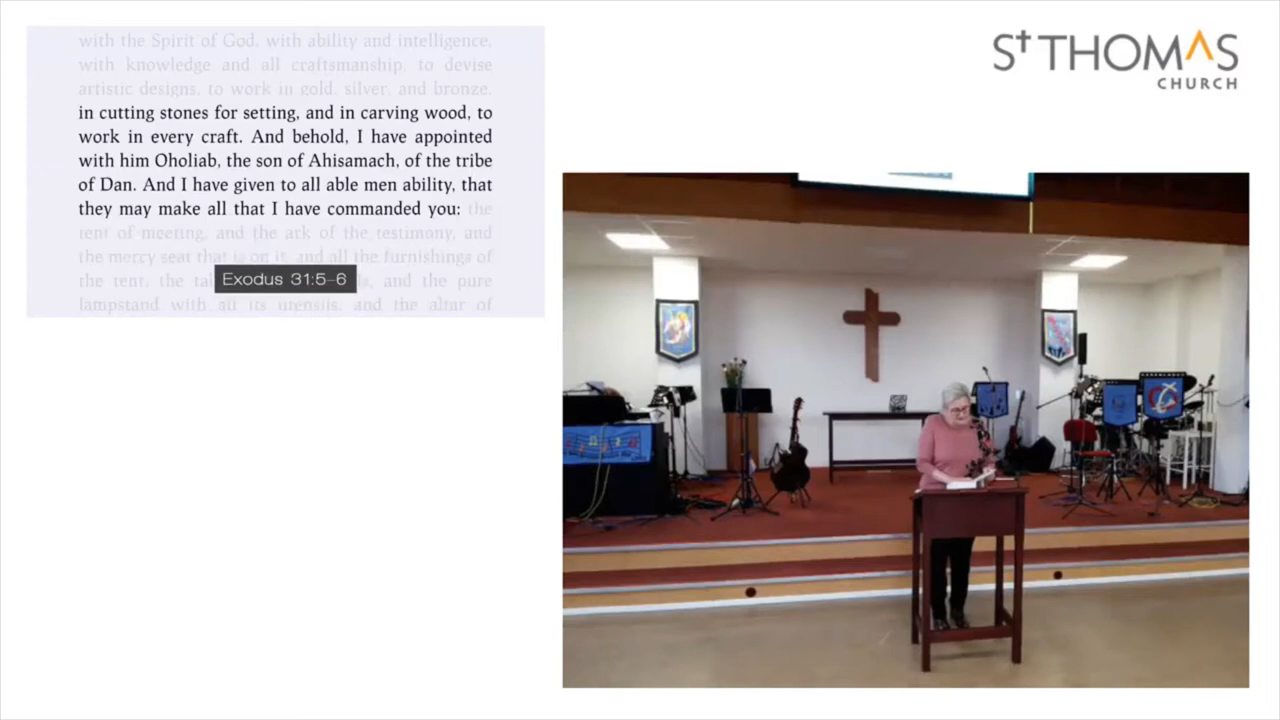 with the Spirit of God, with ability and intelligence,
with knowledge and all craftsmanship, to devise
artistic designs, to work in gold, silver, and bronze,
in cutting stones for setting, and in carving wood, to
work in every craft. And behold, I have appointed
with him Oholiab, the son of Ahisamach, of the tribe
of Dan. And I have given to all able men ability, that
they may make all that I have commanded you: the
tent of meeting, and the ark of the testimony, and
the mercy seat that is on it, and all the furnishings of
the tent, the and the pure
Exodus 31:5–6
lampstand with all its utensils, and the altar of
S†THOMAS
CHURCH